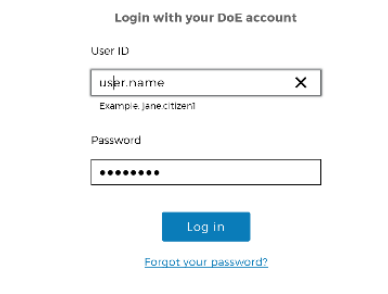 Login with your DoE account
User ID
user.name
Example. jane.citizen1
Password
••••••••
Log in
Forgot your password?